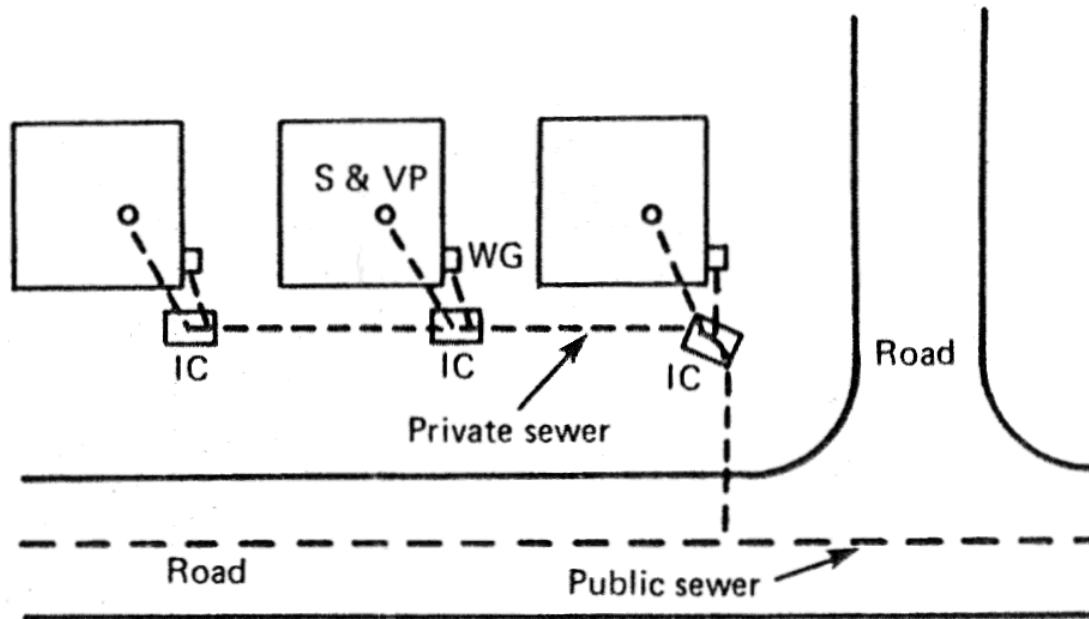 S & VP
WG
IC
IC
IC
Road
Private sewer
Road
Public sewer